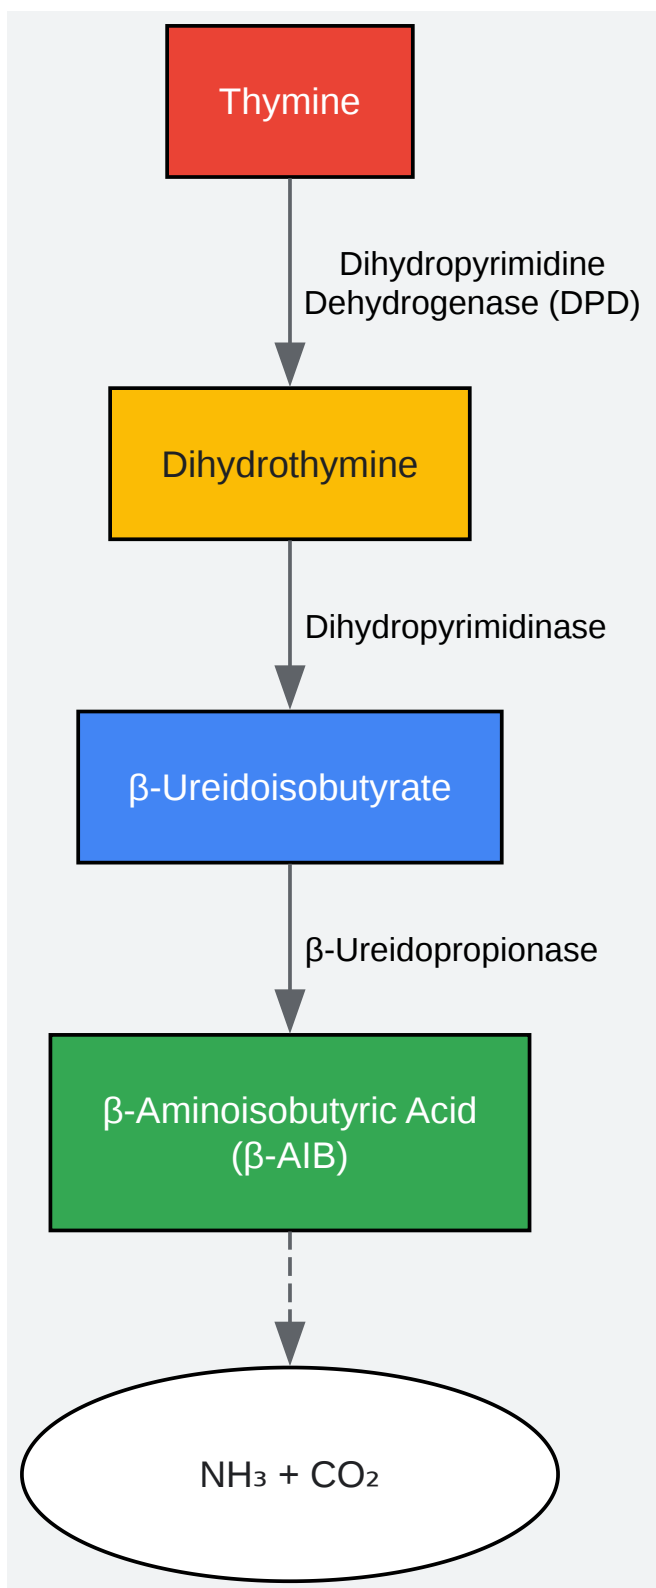 Thymine
Dihydropyrimidine
Dehydrogenase (DPD)
Dihydrothymine
Dihydropyrimidinase
β-Ureidoisobutyrate
β-Ureidopropionase
β-Aminoisobutyric Acid
(β-AIB)
NH₃ + CO₂